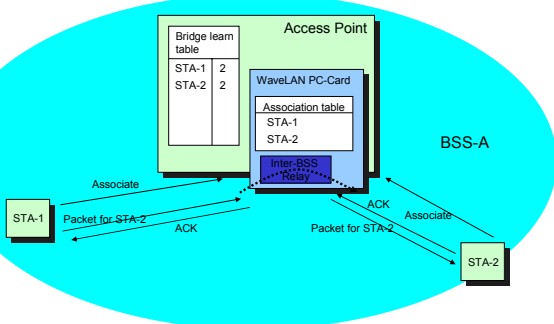 Access Point
Bridge learn
table
STA-1 2
STA-2 2
WaveLAN PC-Card
Association table
STA-1
STA-2
Inter-BSS
Relay
BSS-A
Associate
STA-1
Packet for STA-2
ACK
ACK
Associate
Packet for STA-2
STA-2